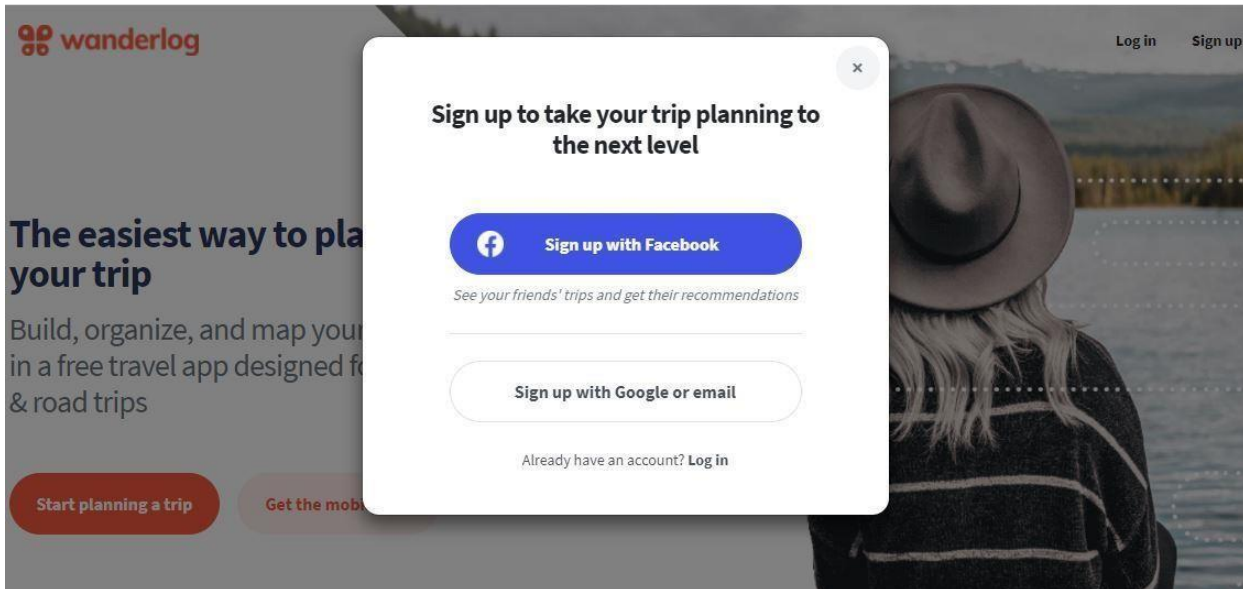 wanderlog
Log in Sign up
×
Sign up to take your trip planning to
the next level
The easiest way to pla
your trip
Build, organize, and map your
in a free travel app designed fo
& road trips
Sign up with Facebook
See your friends' trips and get their recommendations
Sign up with Google or email
Already have an account? Log in
Start planning a trip
Get the mobi